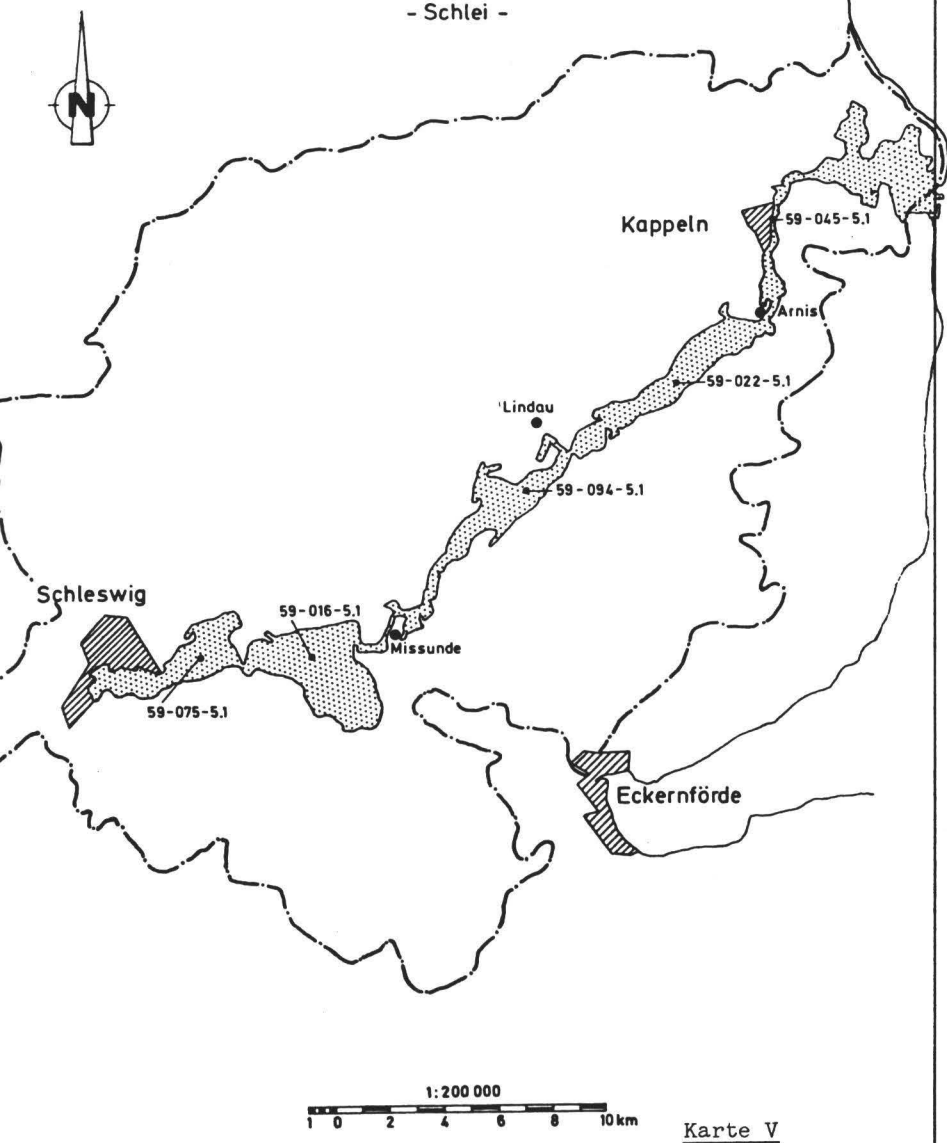 - Schlei -
N
Kappeln
59-045-5.1
Arnis
59-022-5.1
Lindau
59-094-5.1
Schleswig
59-016-5.1
Missunde
59-075-5.1
Eckernförde
1:200 000
1 0 2 4 6 8 10 km
Karte V